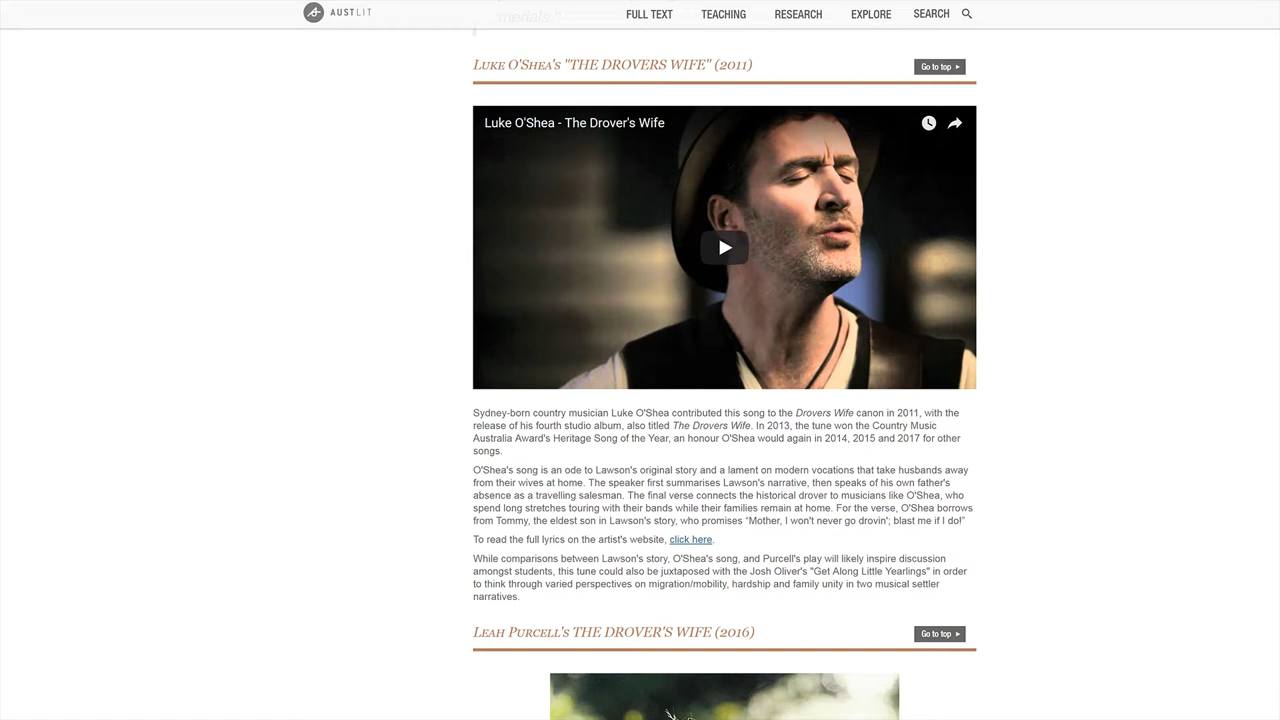 AUSTLIT
FULL TEXT
TEACHING
RESEARCH
EXPLORE
SEARCH
medals."
LUKE O'SHEA'S "THE DROVERS WIFE" (2011)
Go to top
Luke O'Shea - The Drover's Wife
Sydney-born country musician Luke O'Shea contributed this song to the Drovers Wife canon in 2011, with the
release of his fourth studio album, also titled The Drovers Wife. In 2013, the tune won the Country Music
Australia Award's Heritage Song of the Year, an honour O'Shea would again in 2014, 2015 and 2017 for other
songs.
O'Shea's song is an ode to Lawson's original story and a lament on modern vocations that take husbands away
from their wives at home. The speaker first summarises Lawson's narrative, then speaks of his own father's
absence as a travelling salesman. The final verse connects the historical drover to musicians like O'Shea, who
spend long stretches touring with their bands while their families remain at home. For the verse, O'Shea borrows
from Tommy, the eldest son in Lawson's story, who promises “Mother, I won't never go drovin'; blast me if I do!”
To read the full lyrics on the artist's website, click here.
While comparisons between Lawson's story, O'Shea's song, and Purcell's play will likely inspire discussion
amongst students, this tune could also be juxtaposed with the Josh Oliver's "Get Along Little Yearlings" in order
to think through varied perspectives on migration/mobility, hardship and family unity in two musical settler
narratives.
LEAH PURCELL'S THE DROVER'S WIFE (2016)
Go to top